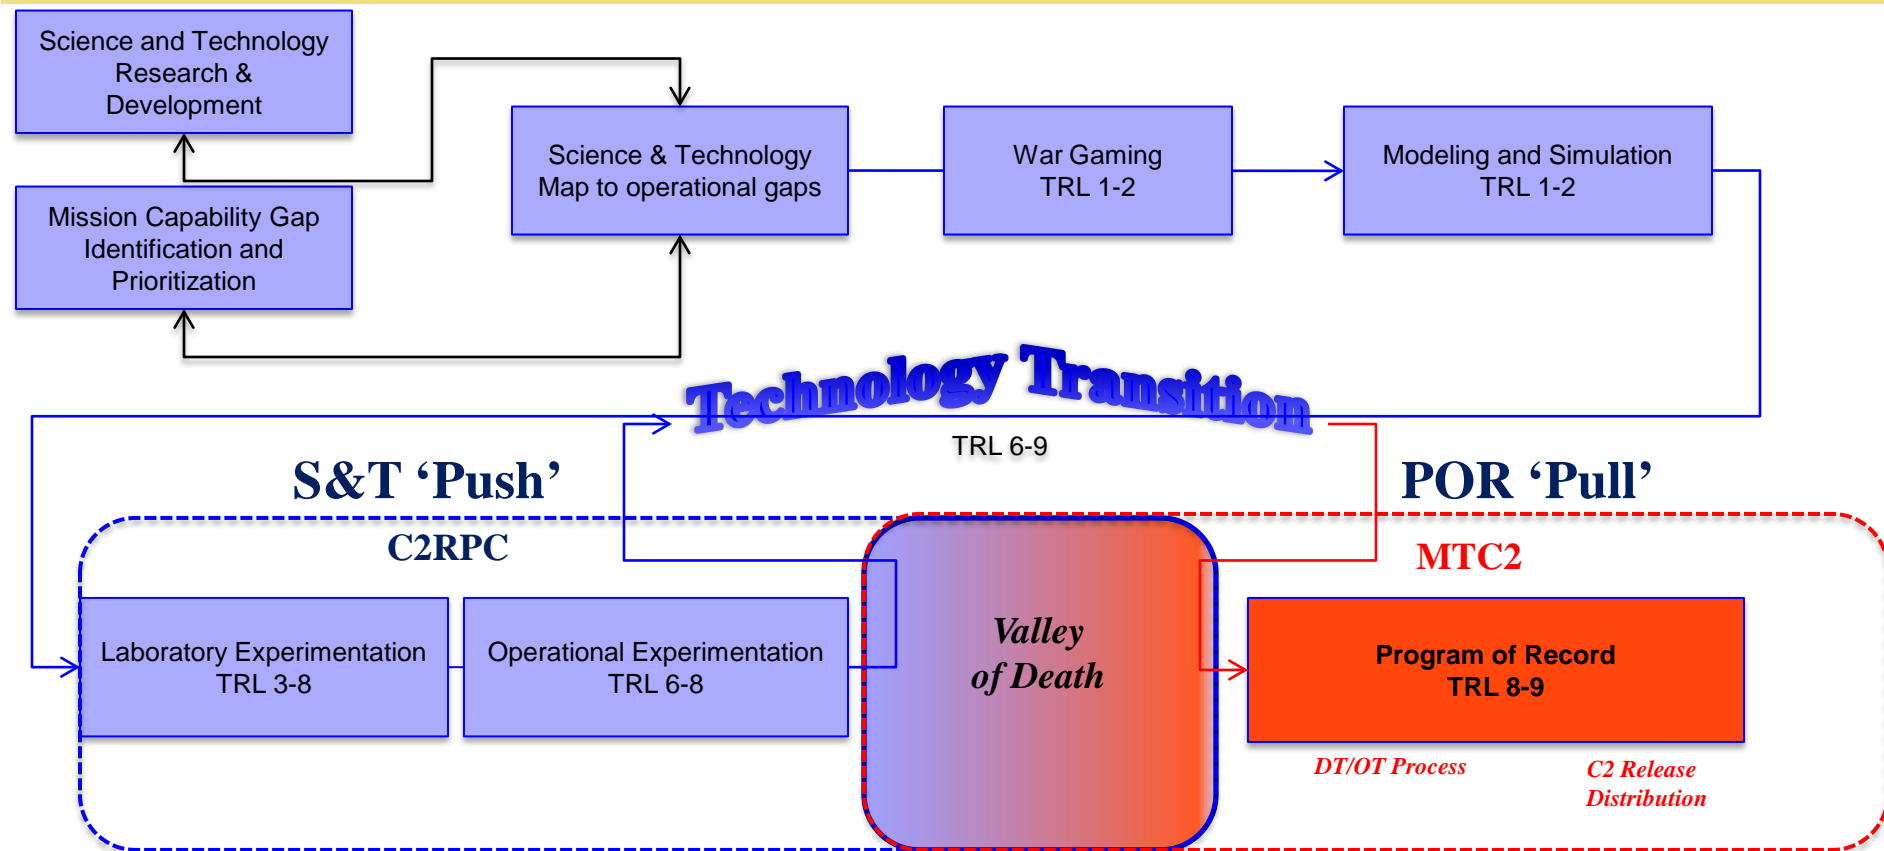 Science and Technology
Research &
Development
Mission Capability Gap
Identification and
Prioritization
Science & Technology
Map to operational gaps
War Gaming
TRL 1-2
Modeling and Simulation
TRL 1-2
Technology Transition
TRL 6-9
S&T ‘Push’
POR ‘Pull’
C2RPC
MTC2
Laboratory Experimentation
TRL 3-8
Operational Experimentation
TRL 6-8
Valley
of Death
Program of Record
TRL 8-9
DT/OT Process
C2 Release
Distribution